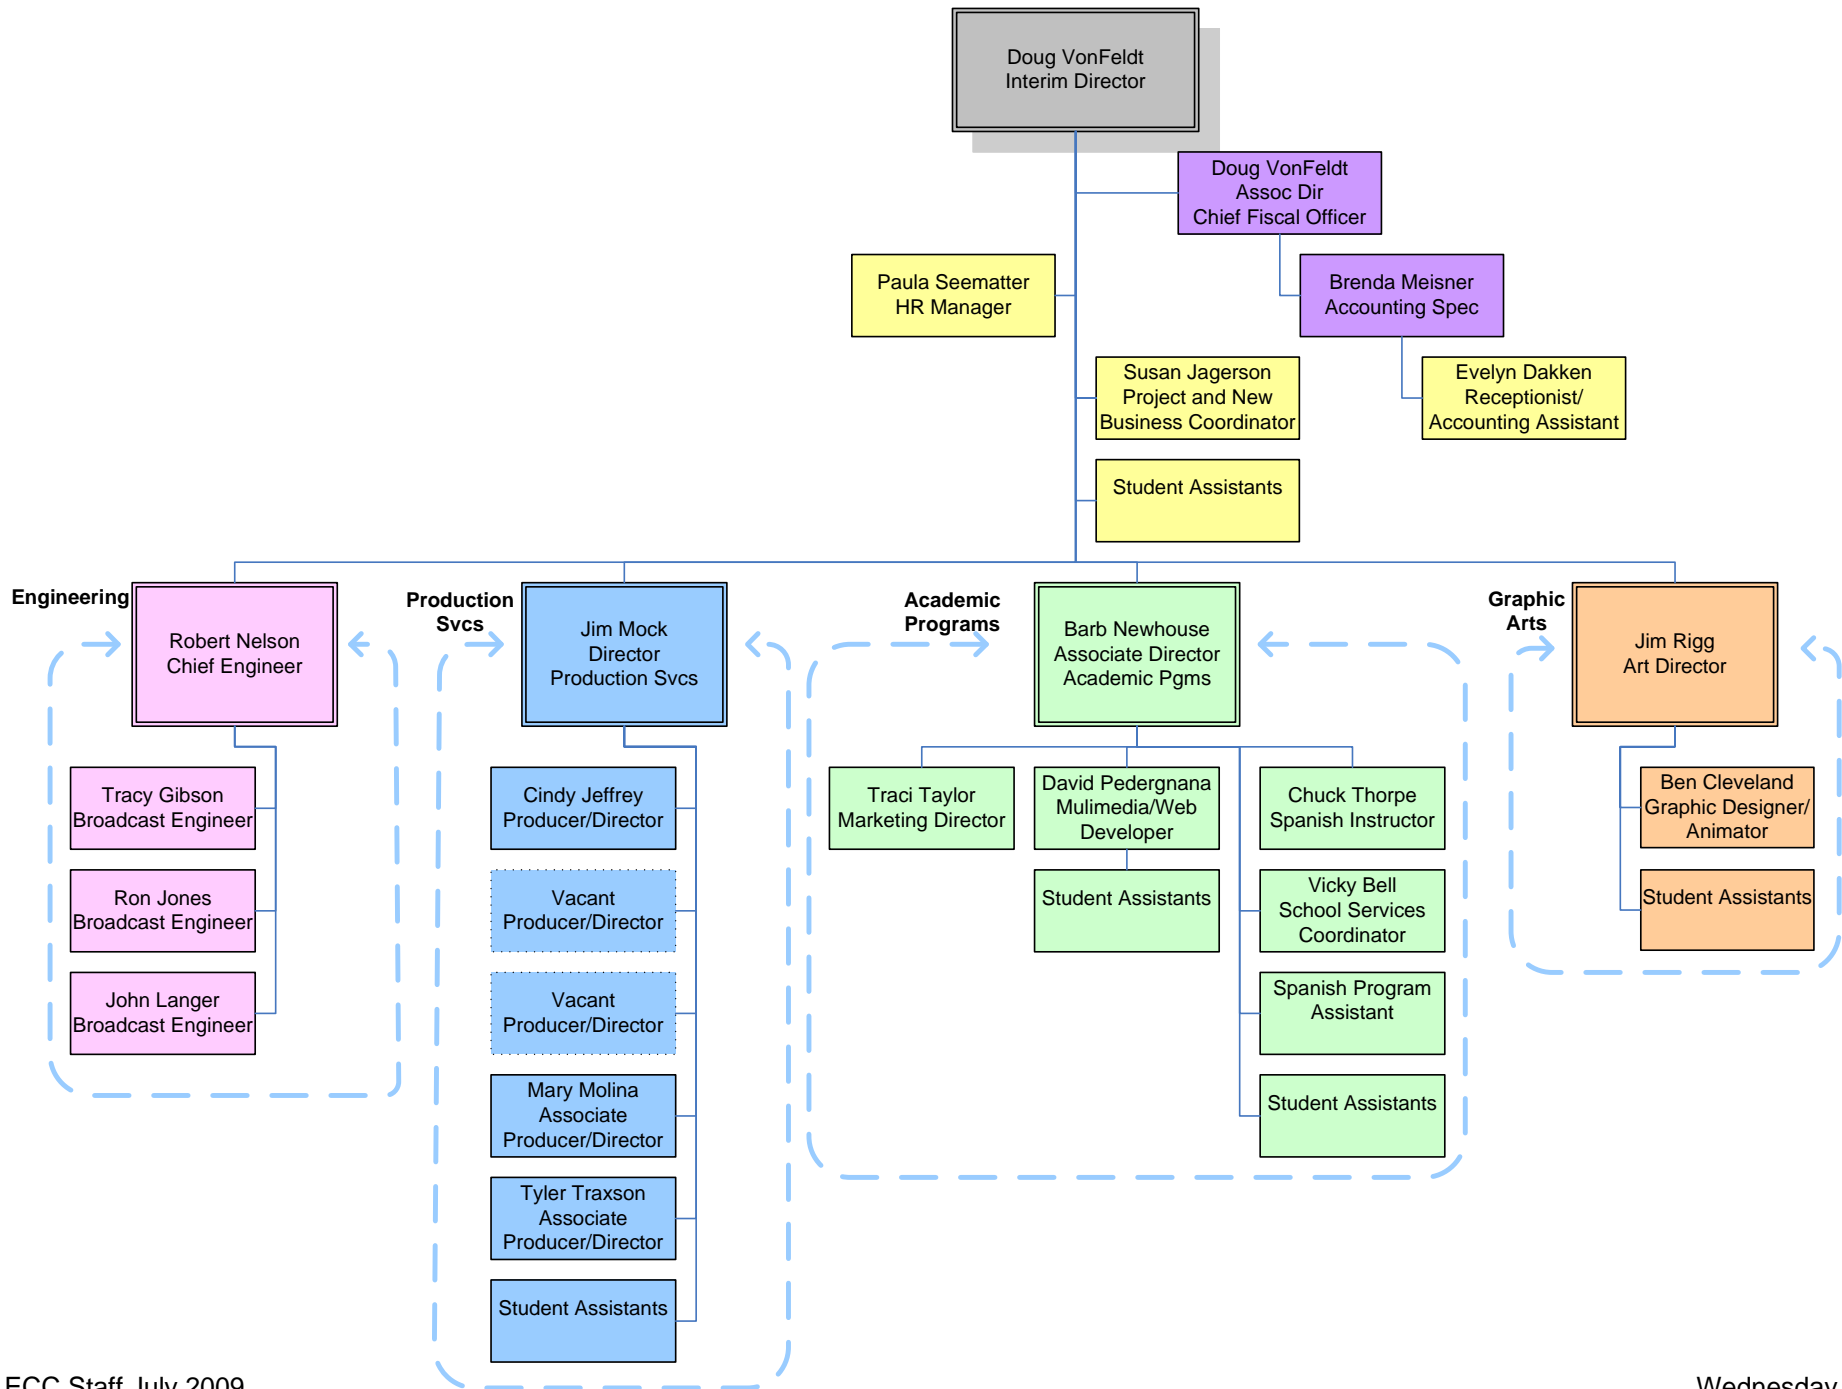 Doug VonFeldt
Interim Director
Doug VonFeldt
Assoc Dir
Chief Fiscal Officer
Paula Seematter
HR Manager
Brenda Meisner
Accounting Spec
Susan Jagerson
Project and New
Business Coordinator
Evelyn Dakken
Receptionist/
Accounting Assistant
Student Assistants
Engineering
Robert Nelson
Chief Engineer
Tracy Gibson
Broadcast Engineer
Ron Jones
Broadcast Engineer
John Langer
Broadcast Engineer
Production
Svcs
Jim Mock
Director
Production Svcs
Cindy Jeffrey
Producer/Director
Vacant
Producer/Director
Vacant
Producer/Director
Mary Molina
Associate
Producer/Director
Tyler Traxson
Associate
Producer/Director
Student Assistants
Academic
Programs
Barb Newhouse
Associate Director
Academic Pgms
Traci Taylor
Marketing Director
David Pedergnana
Mulimedia/Web
Developer
Student Assistants
Chuck Thorpe
Spanish Instructor
Vicky Bell
School Services
Coordinator
Spanish Program
Assistant
Student Assistants
Graphic
Arts
Jim Rigg
Art Director
Ben Cleveland
Graphic Designer/
Animator
Student Assistants
ECC Staff July 2009
Wednesday